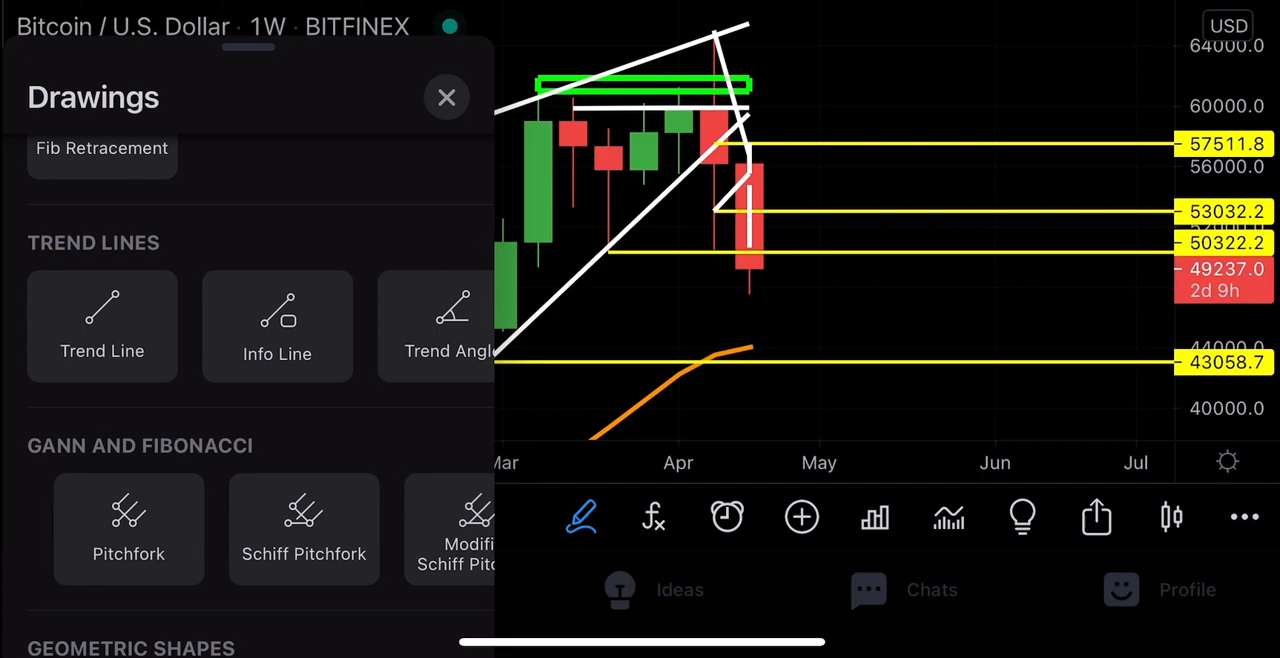 Bitcoin / U.S. Dollar · 1W · BITFINEX
Drawings
Fib Retracement
TREND LINES
Trend Line
Info Line
Trend Angl
GANN AND FIBONACCI
Pitchfork
Schiff Pitchfork
Modifi
Schiff Pitc
GEOMETRIC SHAPES
USD
64000.0
60000.0
57511.8
56000.0
53032.2
52000.0
50322.2
49237.0
2d 9h
44000.0
43058.7
40000.0
Mar
Apr
May
Jun
Jul
Ideas
Chats
Profile